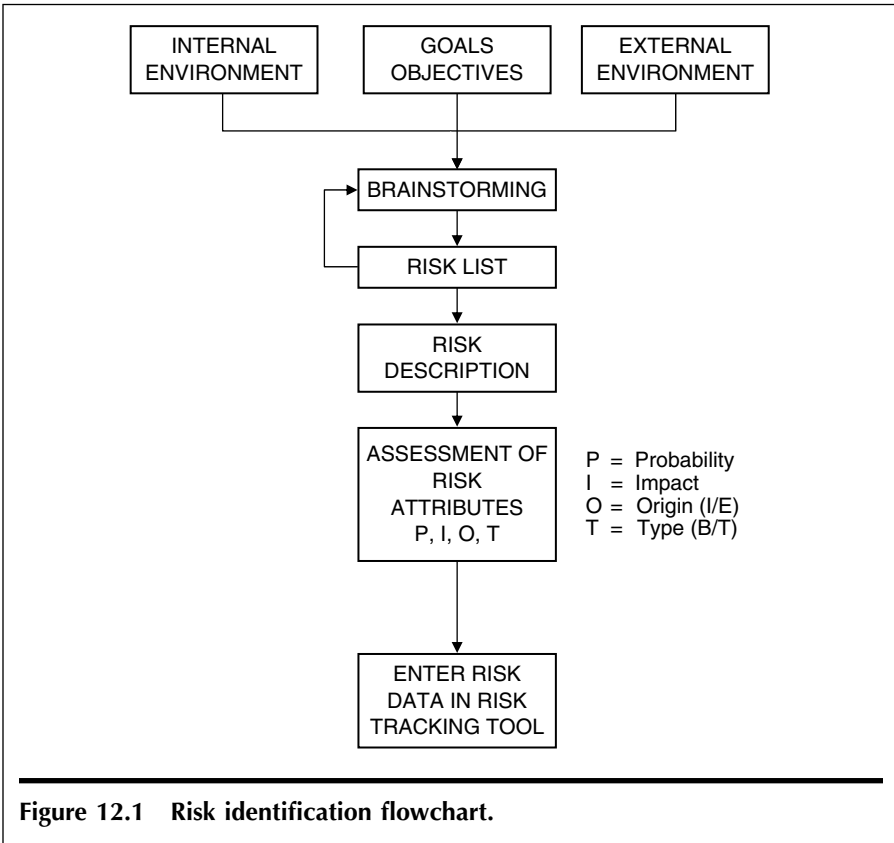 INTERNAL
ENVIRONMENT
GOALS
OBJECTIVES
EXTERNAL
ENVIRONMENT
BRAINSTORMING
RISK LIST
RISK
DESCRIPTION
ASSESSMENT OF
RISK
ATTRIBUTES
P, I, O, T
P = Probability
I = Impact
O = Origin (I/E)
T = Type (B/T)
ENTER RISK
DATA IN RISK
TRACKING TOOL
Figure 12.1 Risk identification flowchart.